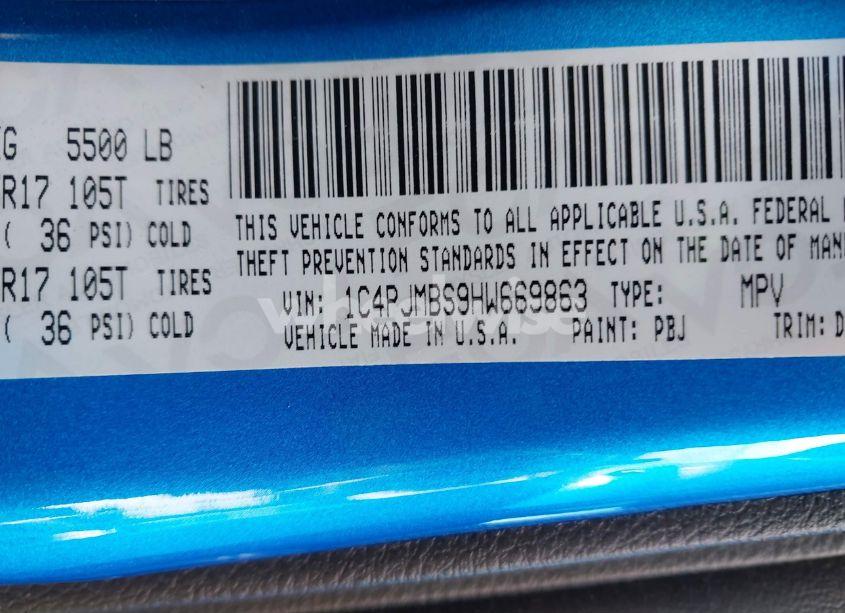 KG 5500 LB
R17 105T TIRES
( 36 PSI) COLD
R17 105T TIRES
( 36 PSI) COLD
THIS VEHICLE CONFORMS TO ALL APPLICABLE U.S.A. FEDERAL
THEFT PREVENTION STANDARDS IN EFFECT ON THE DATE OF MANU
VIN: 1C4PJMBS9HW669863 TYPE: MPV
VEHICLE MADE IN U.S.A. PAINT: PBJ TRIM: D